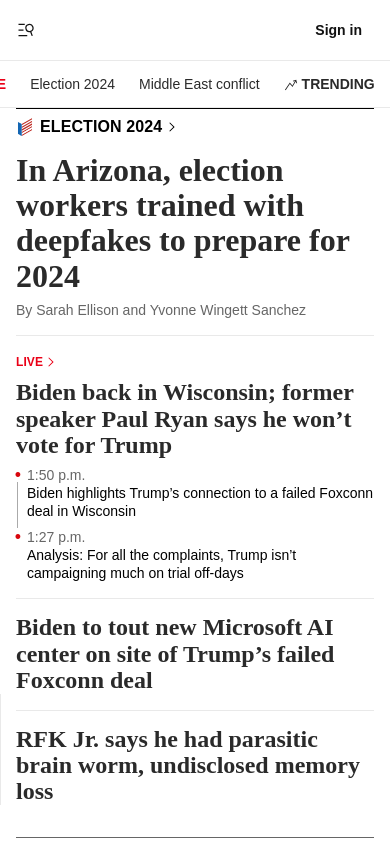 Sign in
E Election 2024 Middle East conflict TRENDING
ELECTION 2024
In Arizona, election
workers trained with
deepfakes to prepare for
2024
By Sarah Ellison and Yvonne Wingett Sanchez
LIVE
Biden back in Wisconsin; former
speaker Paul Ryan says he won’t
vote for Trump
1:50 p.m.
Biden highlights Trump’s connection to a failed Foxconn
deal in Wisconsin
1:27 p.m.
Analysis: For all the complaints, Trump isn’t
campaigning much on trial off-days
Biden to tout new Microsoft AI
center on site of Trump’s failed
Foxconn deal
RFK Jr. says he had parasitic
brain worm, undisclosed memory
loss